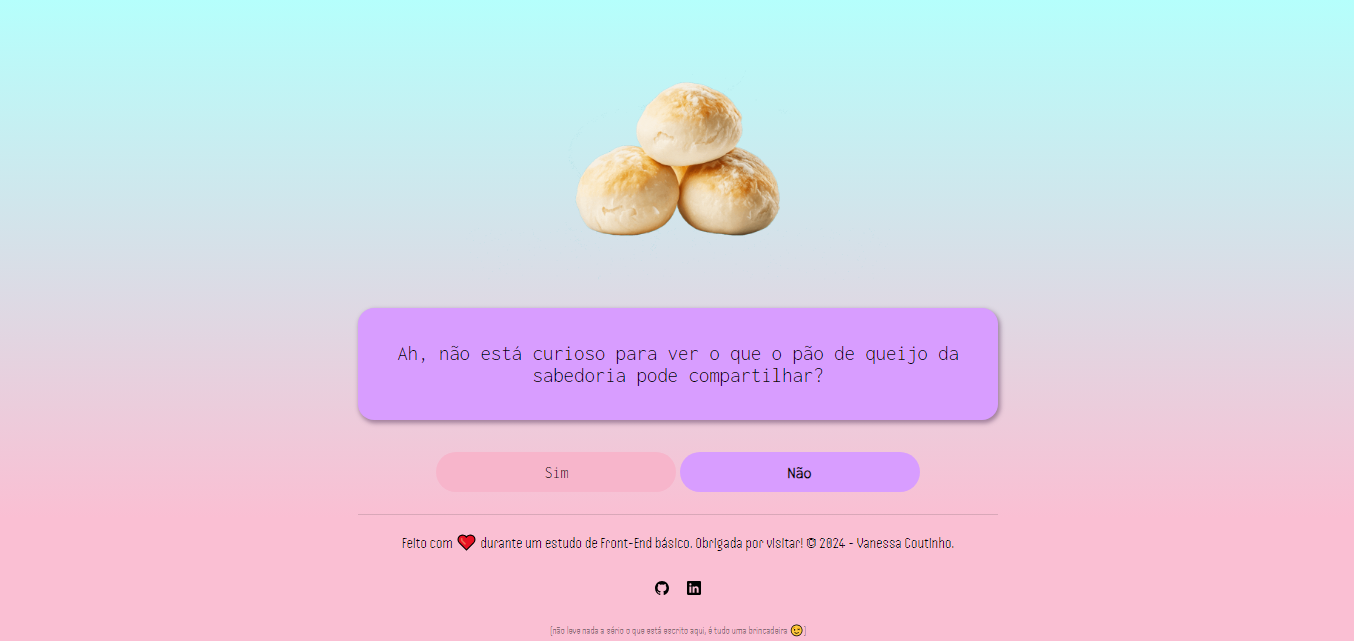 Ah, não está curioso para ver o que o pão de queijo da
sabedoria pode compartilhar?
Sim
Não
Feito com ❤️ durante um estudo de Front-End básico. Obrigada por visitar! © 2024 - Vanessa Coutinho.
[não leve nada a sério o que está escrito aqui, é tudo uma brincadeira 😉]